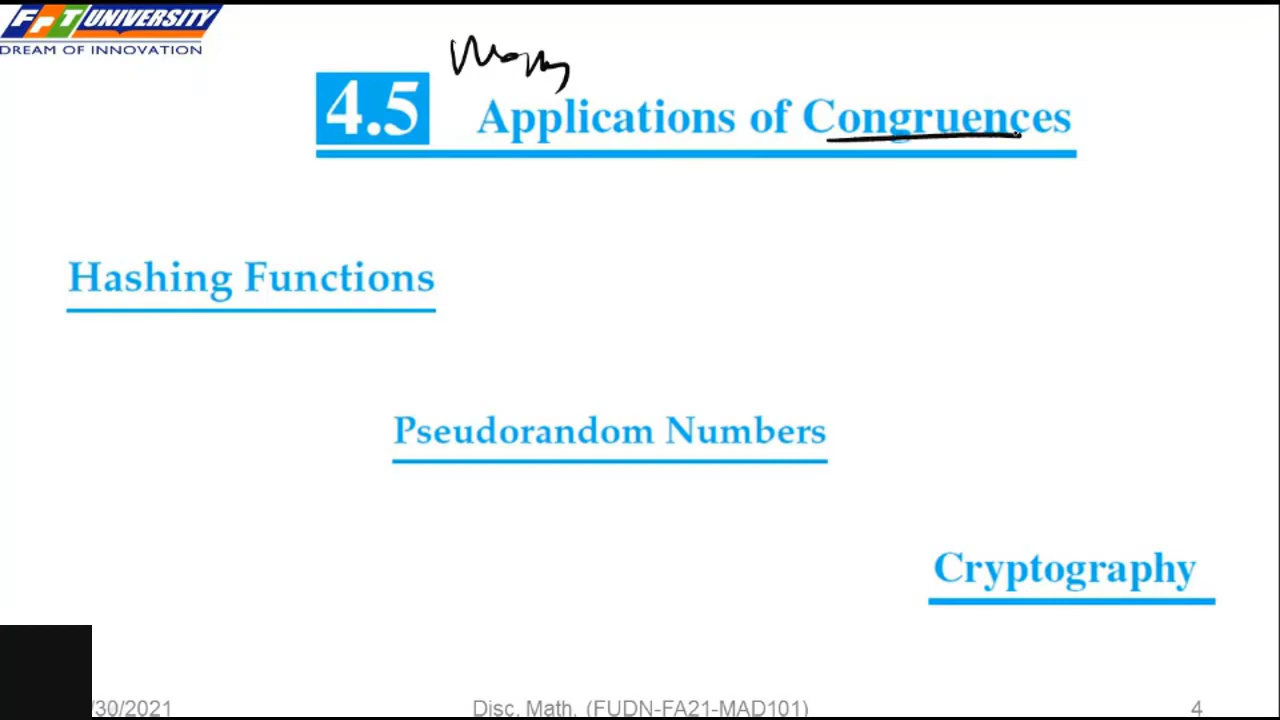 FPT UNIVERSITY
DREAM OF INNOVATION
Many
4.5 Applications of Congruences
Hashing Functions
Pseudorandom Numbers
Cryptography
/30/2021
Disc. Math. (FUDN-FA21-MAD101)
4